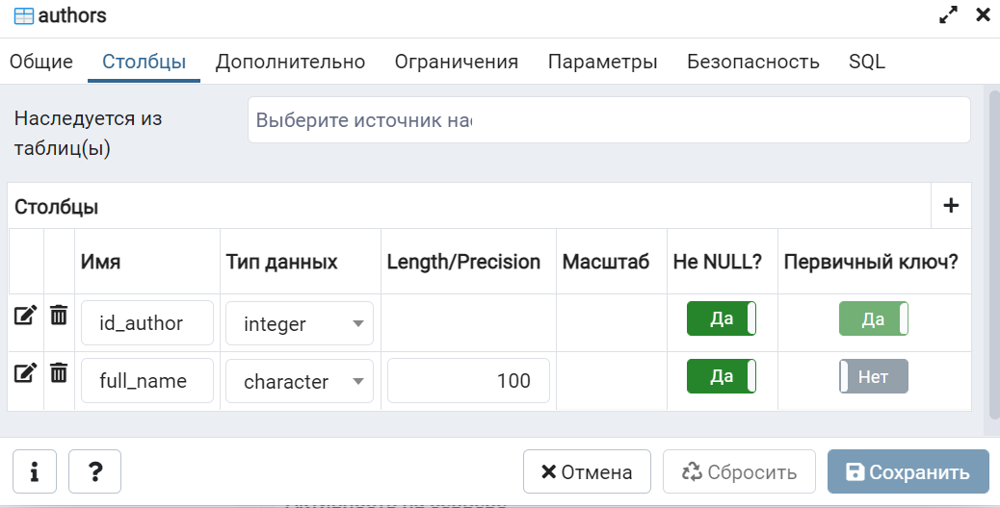 authors
Общие Столбцы Дополнительно Ограничения Параметры Безопасность SQL
Наследуется из
таблиц(ы)
Выберите источник на
Столбцы
Имя Тип данных Length/Precision Масштаб Не NULL? Первичный ключ?
id_author integer Да Да
full_name character 100 Да Нет
i ? Отмена Сбросить Сохранить